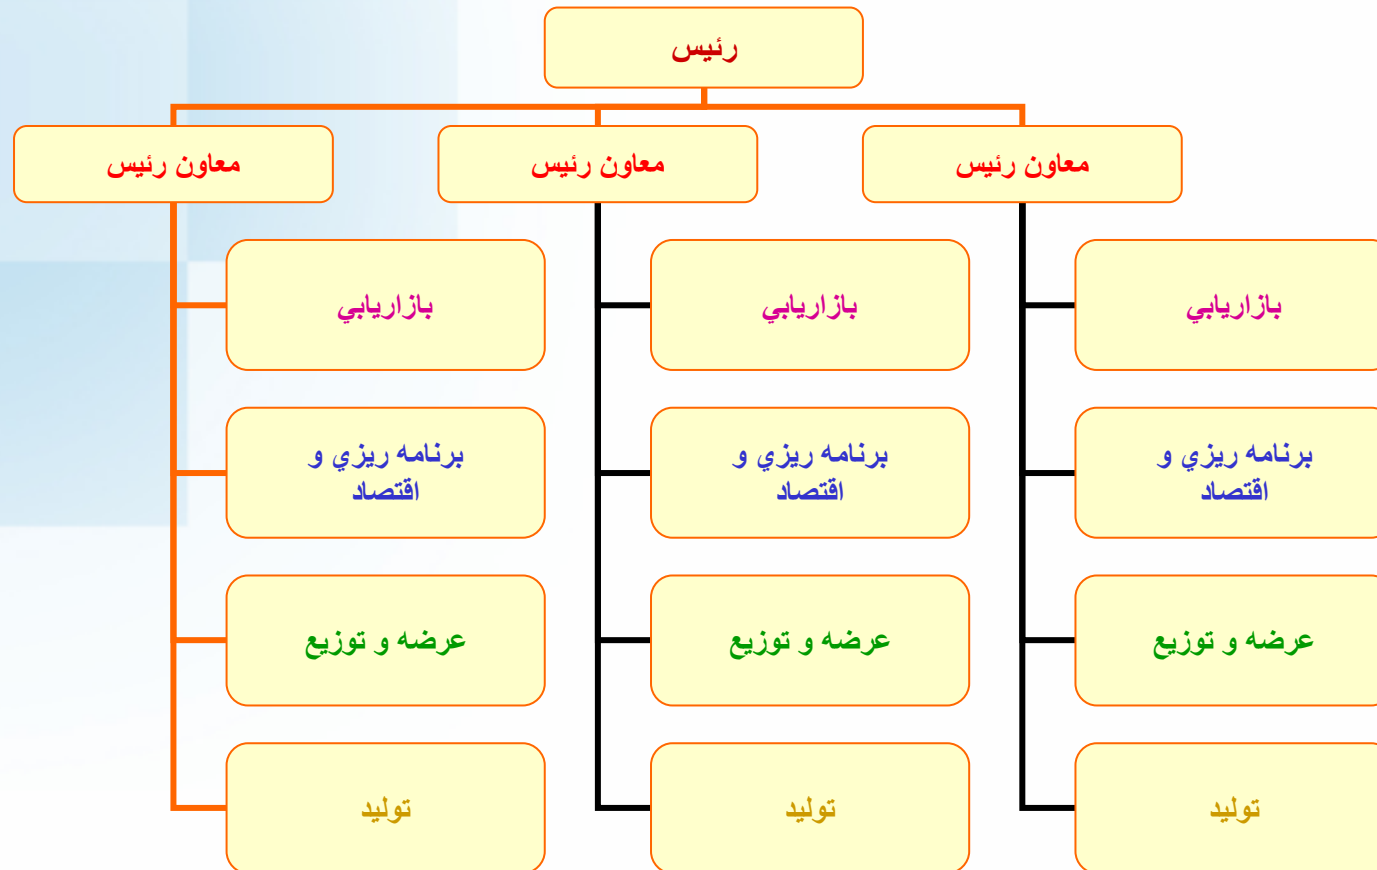 رئيس
معاون رئيس
معاون رئيس
معاون رئيس
بازاريابي
بازاريابي
بازاريابي
برنامه ريزي و
اقتصاد
برنامه ريزي و
اقتصاد
برنامه ريزي و
اقتصاد
عرضه و توزيع
عرضه و توزيع
عرضه و توزيع
توليد
توليد
توليد